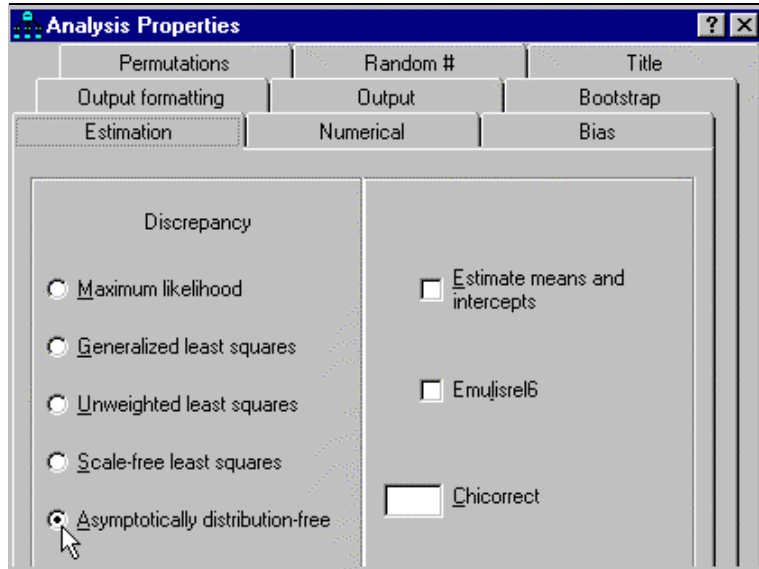 Analysis Properties
Permutations
Random #
Title
Output formatting
Output
Bootstrap
Estimation
Numerical
Bias
Discrepancy
Maximum likelihood
Generalized least squares
Unweighted least squares
Scale-free least squares
Asymptotically distribution-free
Estimate means and
intercepts
Emulisrel6
Chicorrect